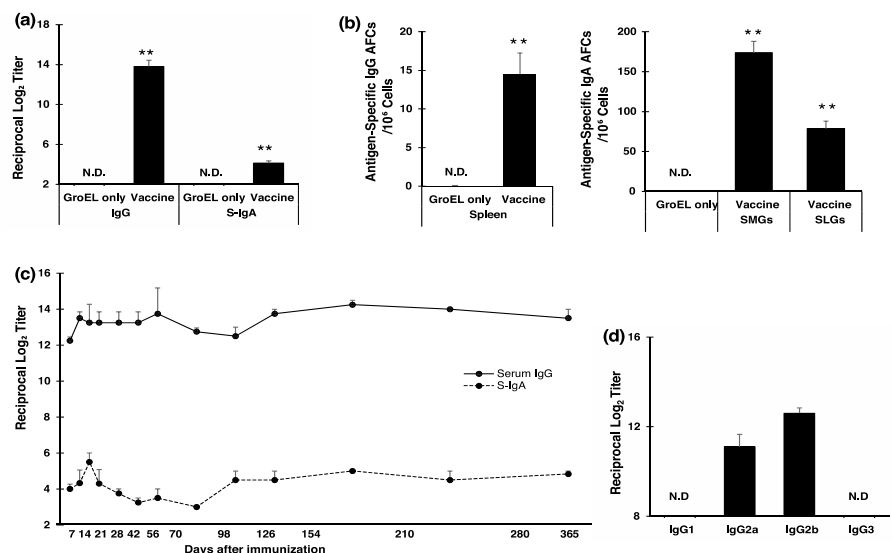 (a)
Reciprocal Log2 Titer
18
14
10
6
2
N.D.
**
N.D.
**
GroEL only Vaccine GroEL only Vaccine
IgG S-IgA
(b)
Antigen-Specific IgG AFCs
/10^6 Cells
20
15
10
5
0
N.D.
**
GroEL only Vaccine
Spleen
Antigen-Specific IgA AFCs
/10^6 Cells
200
150
100
50
0
N.D.
**
**
GroEL only Vaccine Vaccine
SMGs SLGs
(c)
Reciprocal Log2 Titer
16
14
12
10
8
6
4
2
Serum IgG
S-IgA
7 14 21 28 42 56 70 98 126 154 210 280 365
Days after immunization
(d)
Reciprocal Log2 Titer
16
12
8
N.D
N.D
IgG1 IgG2a IgG2b IgG3